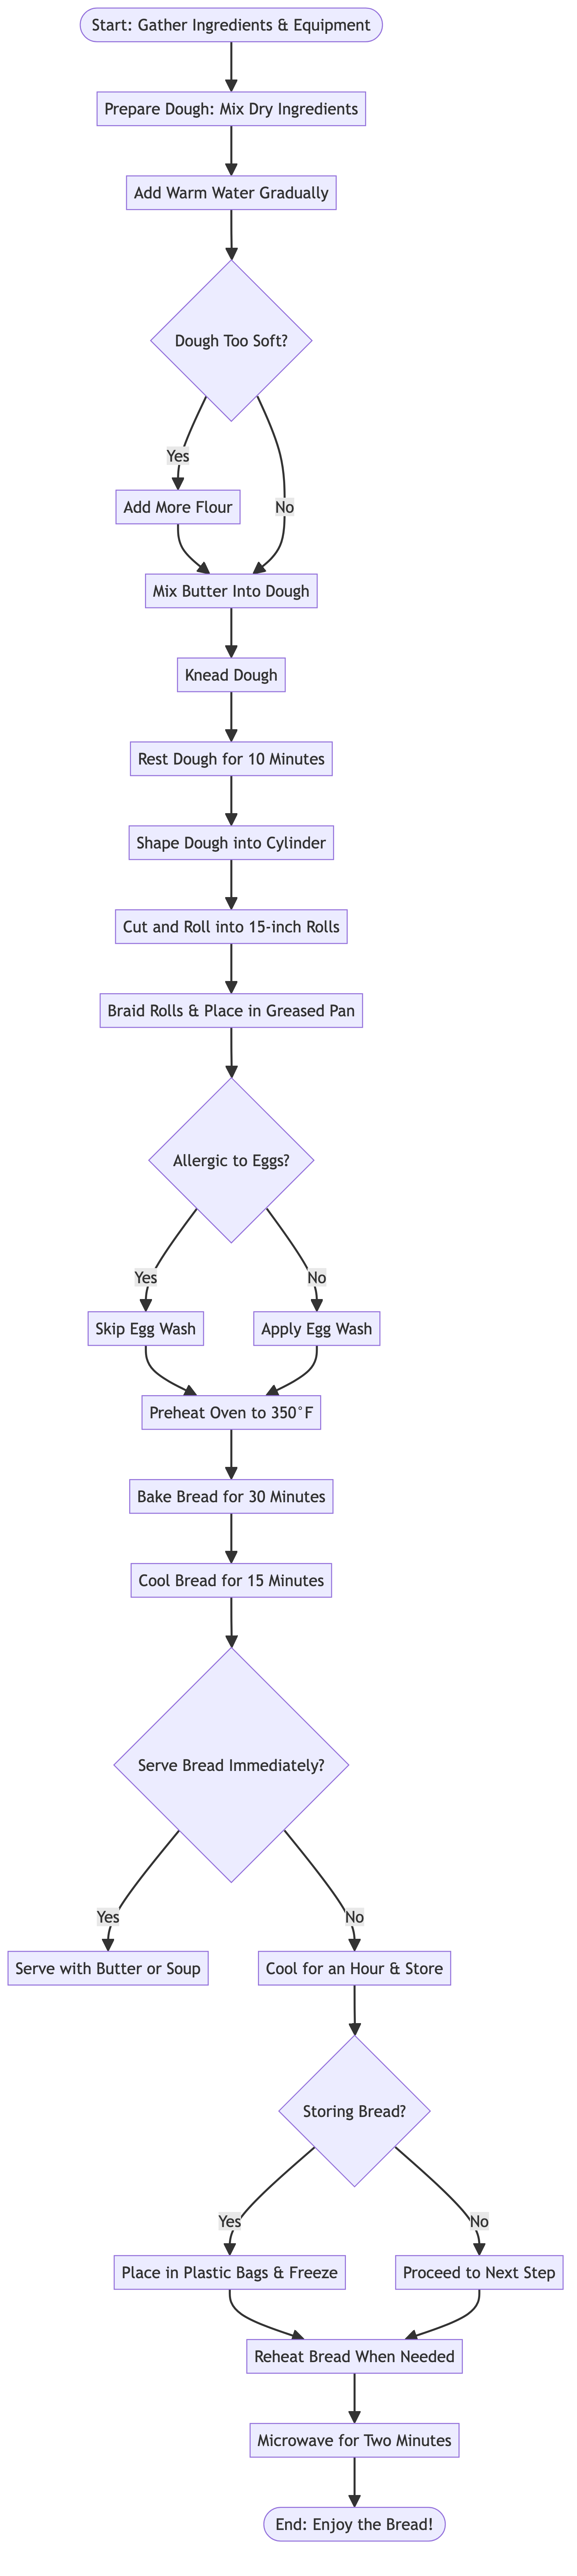 Start: Gather Ingredients & Equipment
Prepare Dough: Mix Dry Ingredients
Add Warm Water Gradually
Dough Too Soft?
Yes
Add More Flour
No
Mix Butter Into Dough
Knead Dough
Rest Dough for 10 Minutes
Shape Dough into Cylinder
Cut and Roll into 15-inch Rolls
Braid Rolls & Place in Greased Pan
Allergic to Eggs?
Yes
No
Skip Egg Wash
Apply Egg Wash
Preheat Oven to 350°F
Bake Bread for 30 Minutes
Cool Bread for 15 Minutes
Serve Bread Immediately?
Yes
No
Serve with Butter or Soup
Cool for an Hour & Store
Storing Bread?
Yes
No
Place in Plastic Bags & Freeze
Proceed to Next Step
Reheat Bread When Needed
Microwave for Two Minutes
End: Enjoy the Bread!